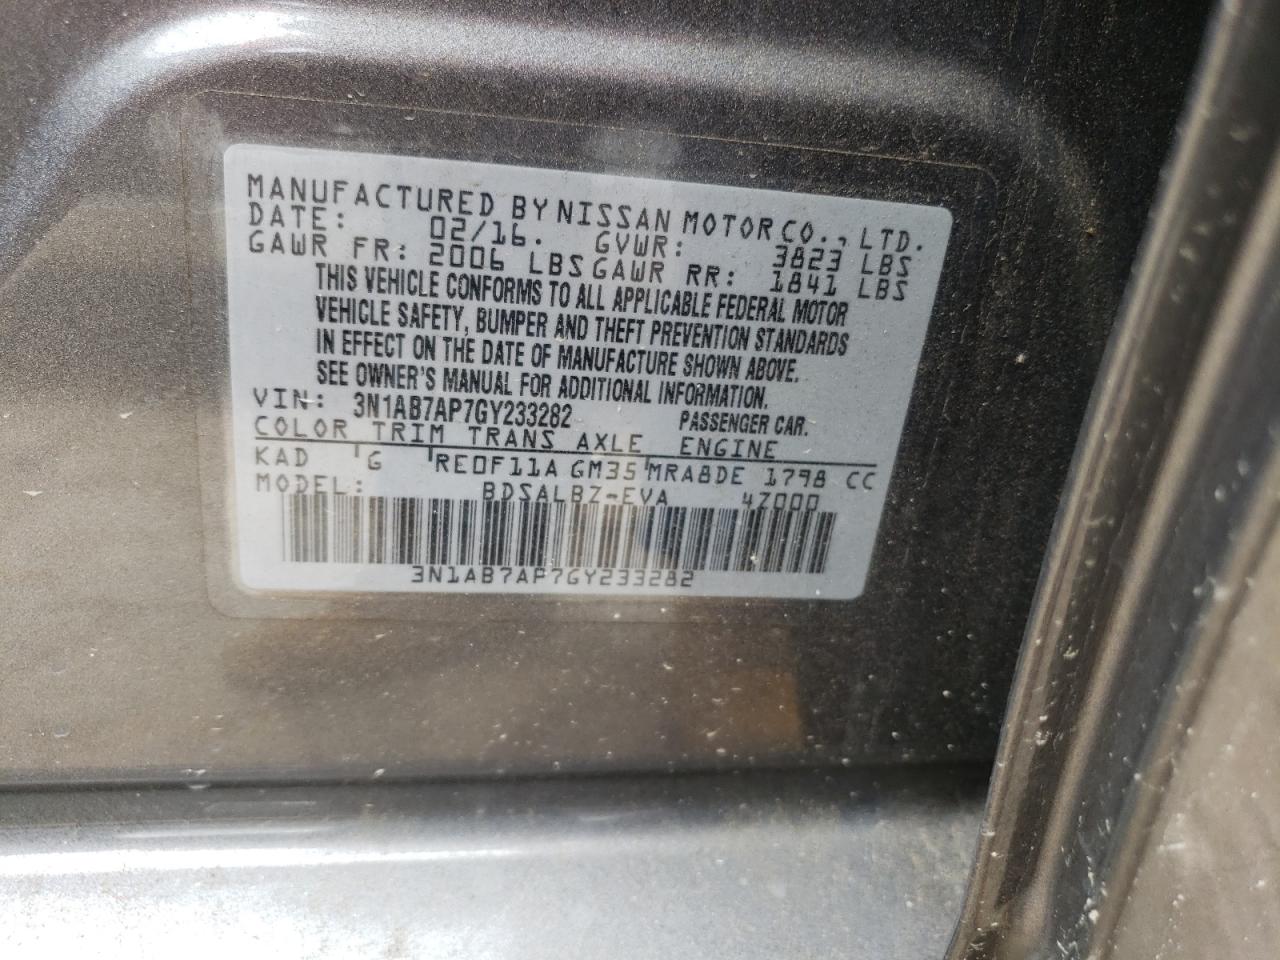 MANUFACTURED BY NISSAN MOTOR CO., LTD.
DATE: 02/16. GVWR: 3823 LBS
GAWR FR: 2006 LBS GAWR RR: 1841 LBS
THIS VEHICLE CONFORMS TO ALL APPLICABLE FEDERAL MOTOR
VEHICLE SAFETY, BUMPER AND THEFT PREVENTION STANDARDS
IN EFFECT ON THE DATE OF MANUFACTURE SHOWN ABOVE.
SEE OWNER'S MANUAL FOR ADDITIONAL INFORMATION.
VIN: 3N1AB7AP7GY233282 PASSENGER CAR.
COLOR TRIM TRANS AXLE ENGINE
KAD G RE0F11A GM35 MRA8DE 1798 CC
MODEL: BDSALBZ-EVA 4Z000
3N1AB7AP7GY233282